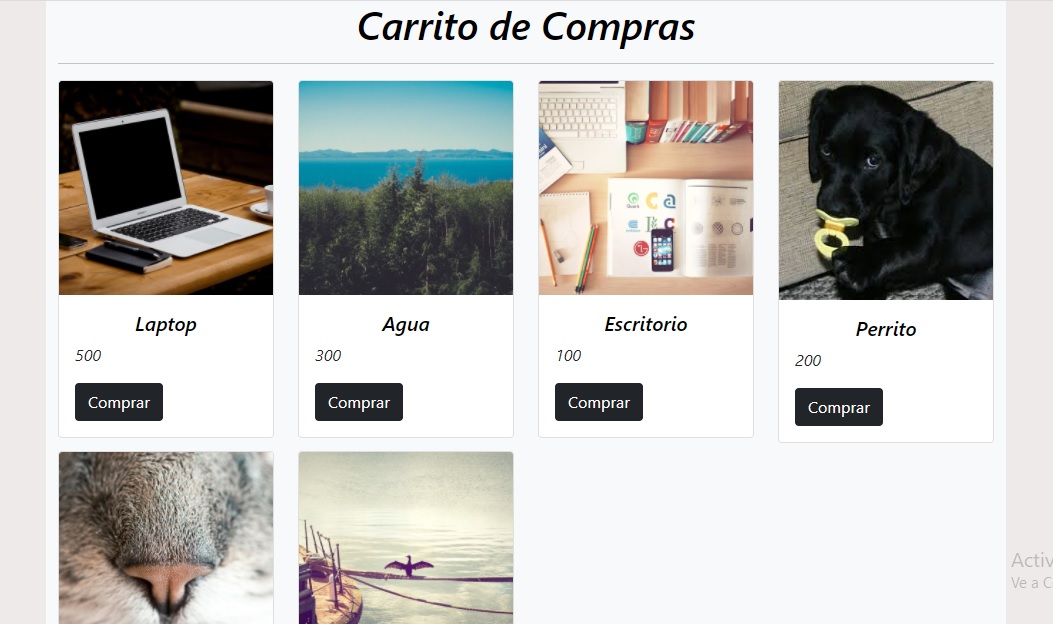 Carrito de Compras
Laptop
500
Comprar
Agua
300
Comprar
Escritorio
100
Comprar
Perrito
200
Comprar
Activ
Ve a C